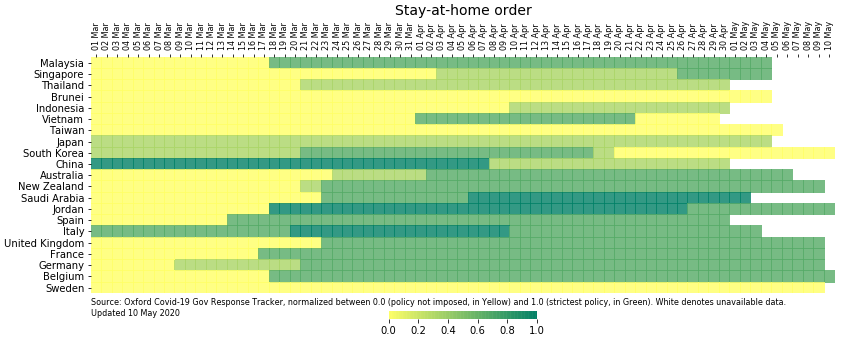 Stay-at-home order
01 Mar
02 Mar
03 Mar
04 Mar
05 Mar
06 Mar
07 Mar
08 Mar
09 Mar
10 Mar
11 Mar
12 Mar
13 Mar
14 Mar
15 Mar
16 Mar
17 Mar
18 Mar
19 Mar
20 Mar
21 Mar
22 Mar
23 Mar
24 Mar
25 Mar
26 Mar
27 Mar
28 Mar
29 Mar
30 Mar
31 Mar
01 Apr
02 Apr
03 Apr
04 Apr
05 Apr
06 Apr
07 Apr
08 Apr
09 Apr
10 Apr
11 Apr
12 Apr
13 Apr
14 Apr
15 Apr
16 Apr
17 Apr
18 Apr
19 Apr
20 Apr
21 Apr
22 Apr
23 Apr
24 Apr
25 Apr
26 Apr
27 Apr
28 Apr
29 Apr
30 Apr
01 May
02 May
03 May
04 May
05 May
06 May
07 May
08 May
09 May
10 May
Malaysia
Singapore
Thailand
Brunei
Indonesia
Vietnam
Taiwan
Japan
South Korea
China
Australia
New Zealand
Saudi Arabia
Jordan
Spain
Italy
United Kingdom
France
Germany
Belgium
Sweden
Source: Oxford Covid-19 Gov Response Tracker, normalized between 0.0 (policy not imposed, in Yellow) and 1.0 (strictest policy, in Green). White denotes unavailable data.
Updated 10 May 2020
0.0 0.2 0.4 0.6 0.8 1.0